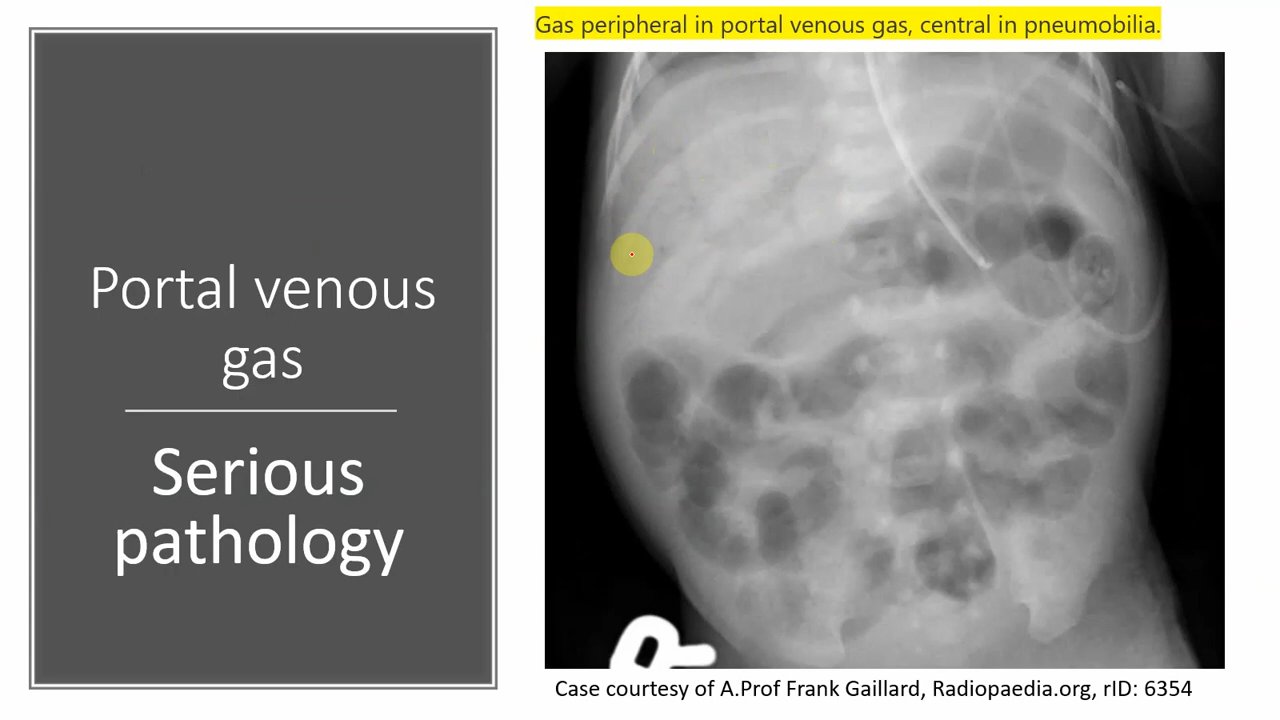 Gas peripheral in portal venous gas, central in pneumobilia.
Portal venous
gas
Serious
pathology
R
Case courtesy of A.Prof Frank Gaillard, Radiopaedia.org, rID: 6354